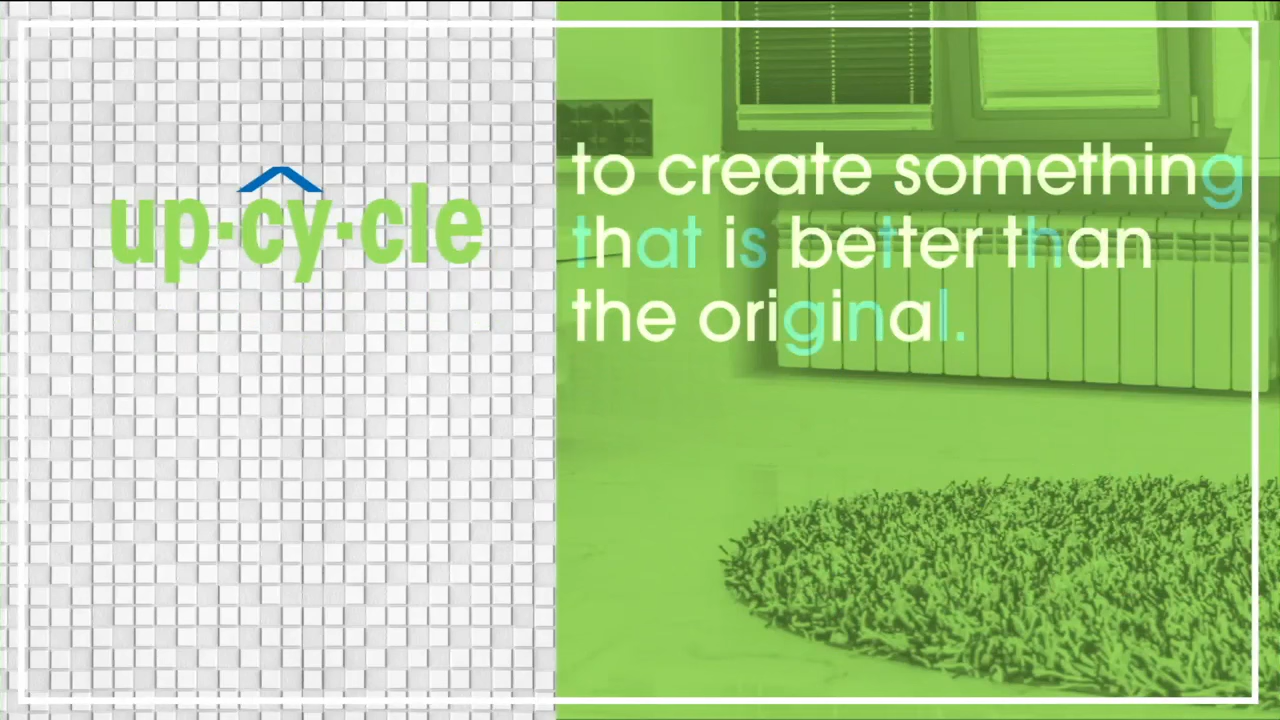 up·cy·cle
to create something
that is better than
the original.